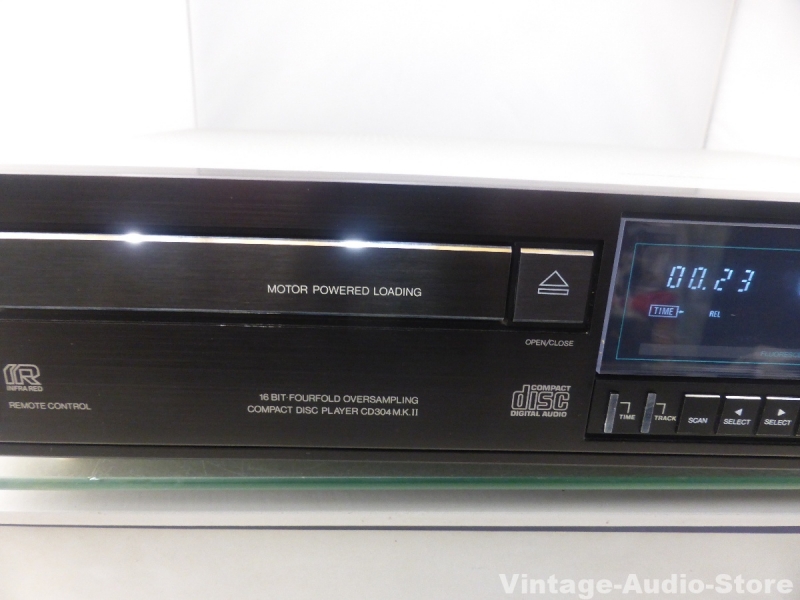 MOTOR POWERED LOADING
OPEN/CLOSE
00.23
TIME
REL
IR
INFRA RED
REMOTE CONTROL
16 BIT·FOURFOLD OVERSAMPLING
COMPACT DISC PLAYER CD304 M.K.II
COMPACT
disc
DIGITAL AUDIO
TIME
TRACK
SCAN
SELECT
SELECT
Vintage-Audio-Store